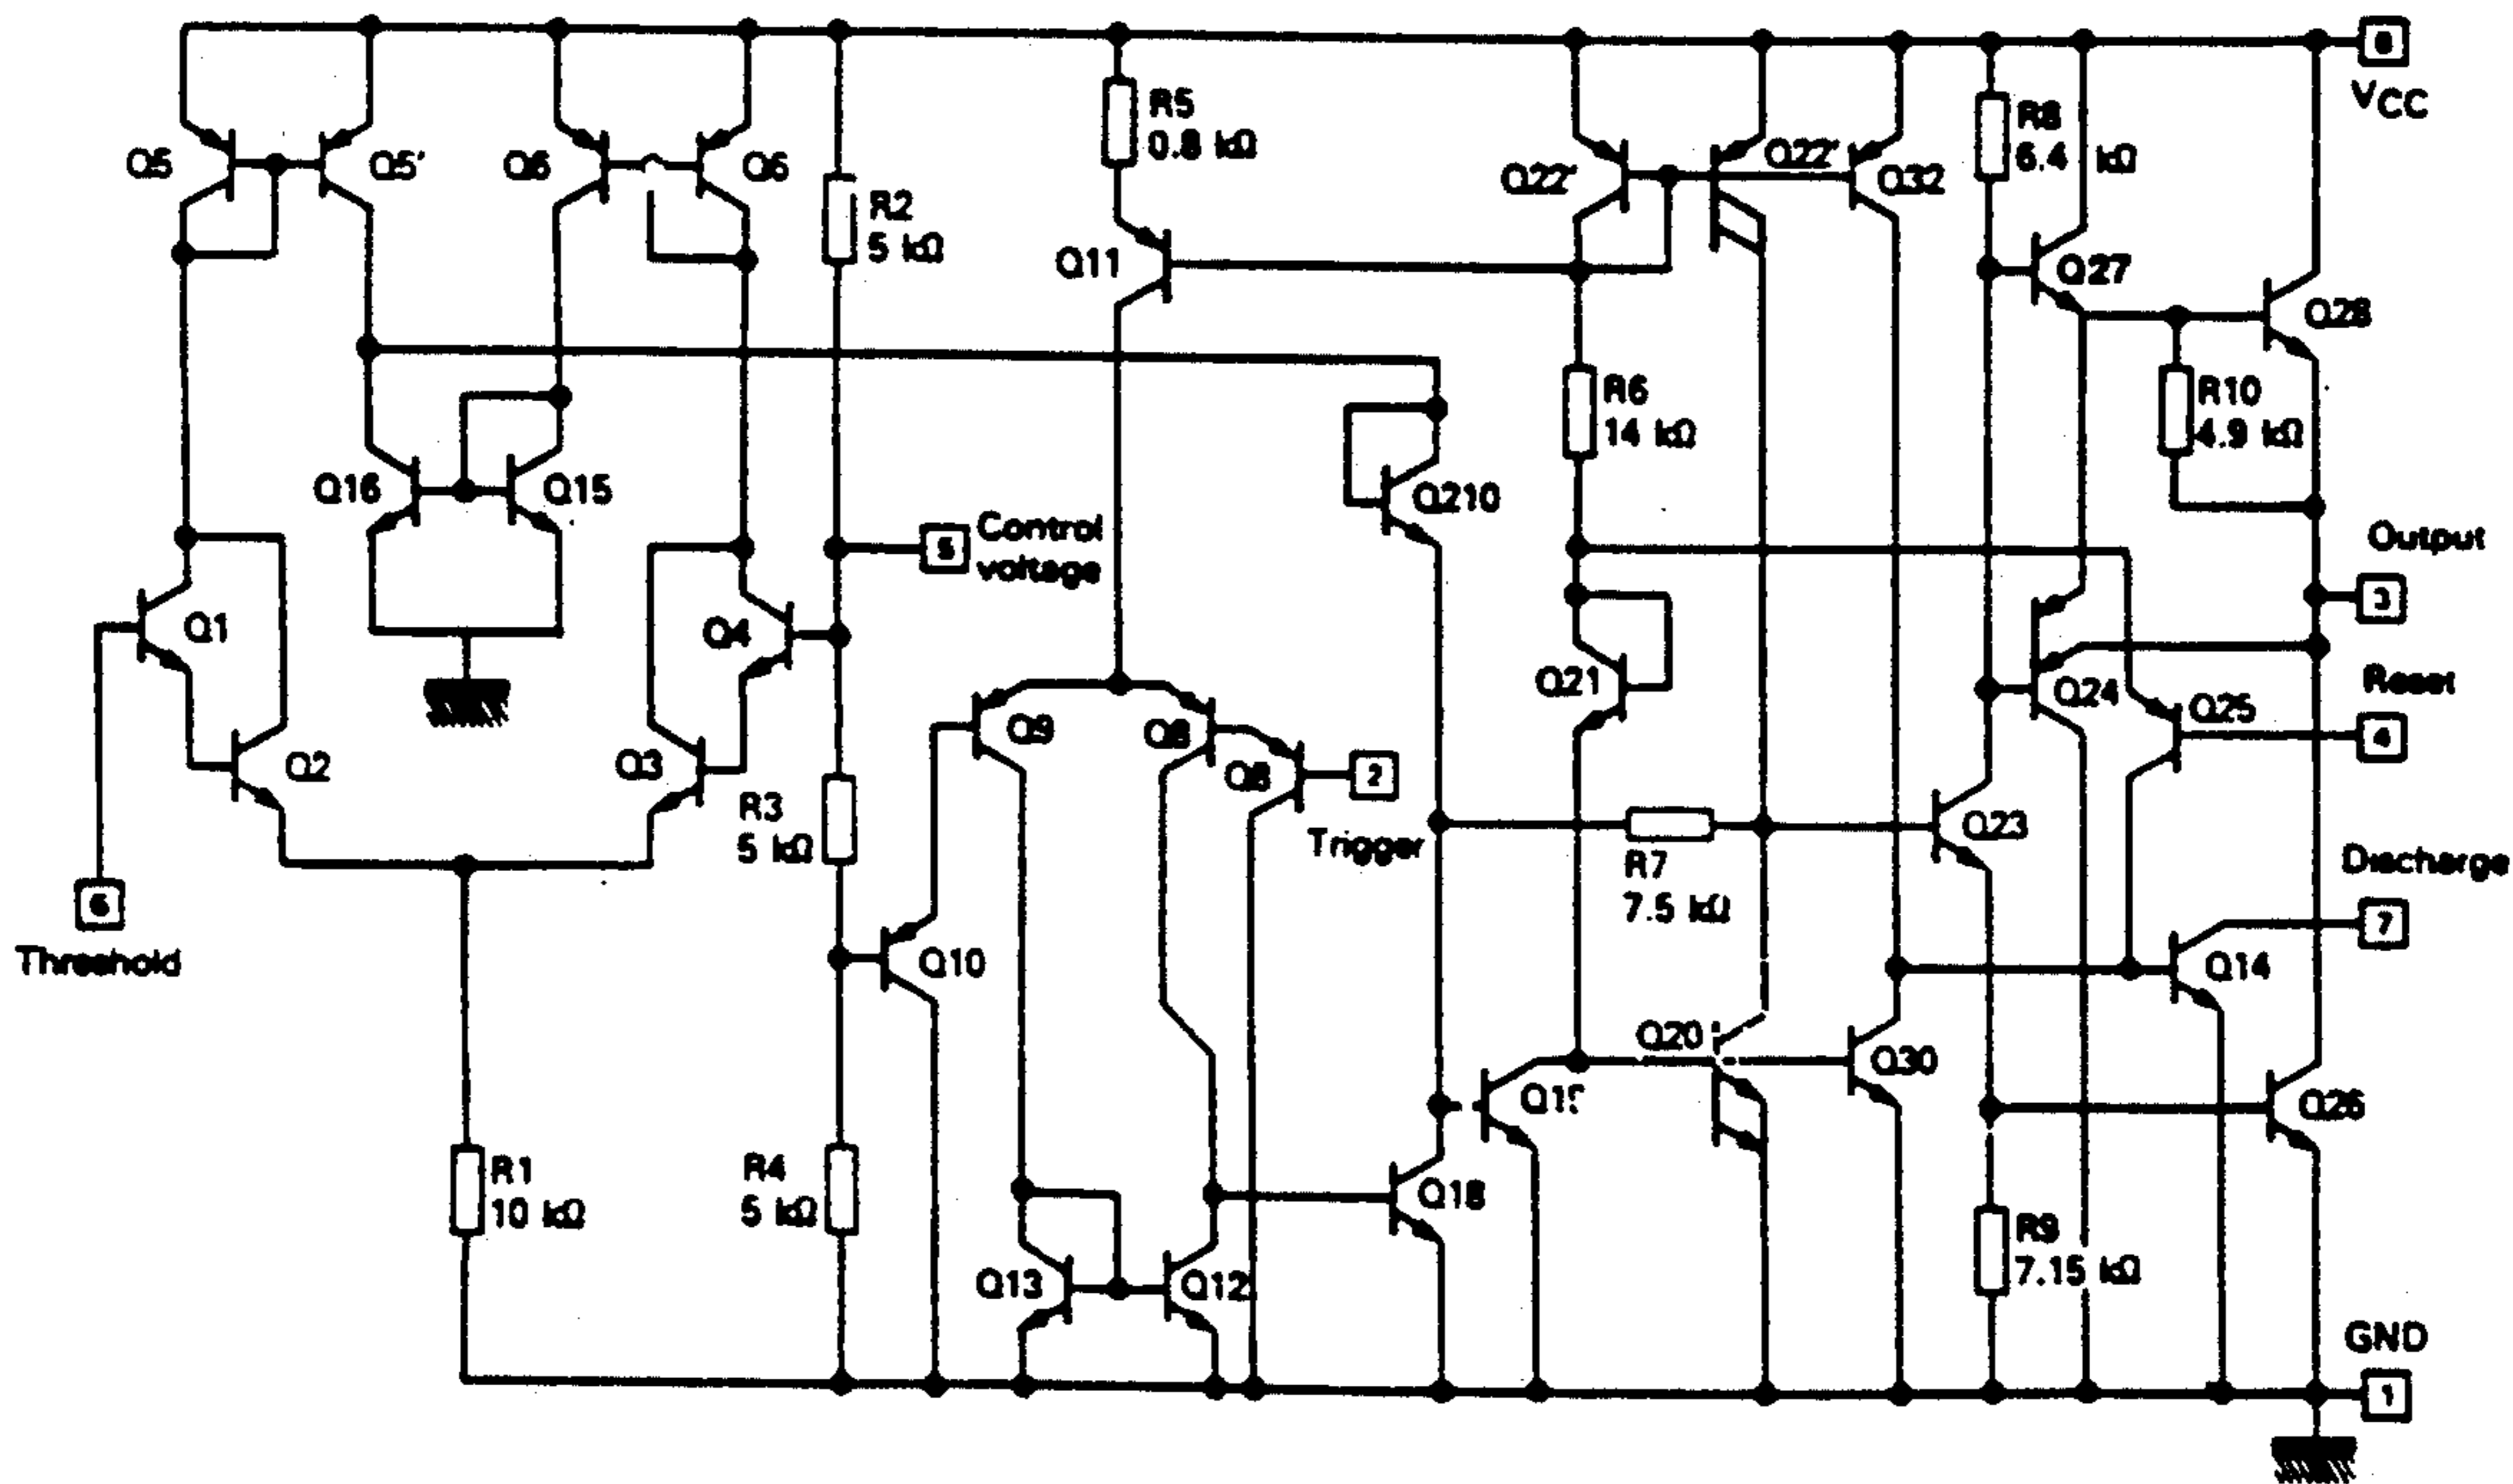 VCC
R5
0.8 kΩ
R8
6.4 kΩ
Q5
Q5'
Q6
Q6
Q22'
Q22'
Q32
R2
5 kΩ
Q11
Q27
Q28
R6
14 kΩ
R10
4.9 kΩ
Q16
Q15
Q210
5
Control
voltage
Output
3
Q1
Q4
Q21
Q24
Reset
Q25
4
Q2
Q3
Q9
Q8
Q8
2
Trigger
R3
5 kΩ
R7
7.5 kΩ
Q23
Discharge
7
6
Threshold
Q10
Q14
Q20
Q30
Q26
R1
10 kΩ
R4
5 kΩ
Q18
Q13
Q12
R9
7.15 kΩ
GND
1